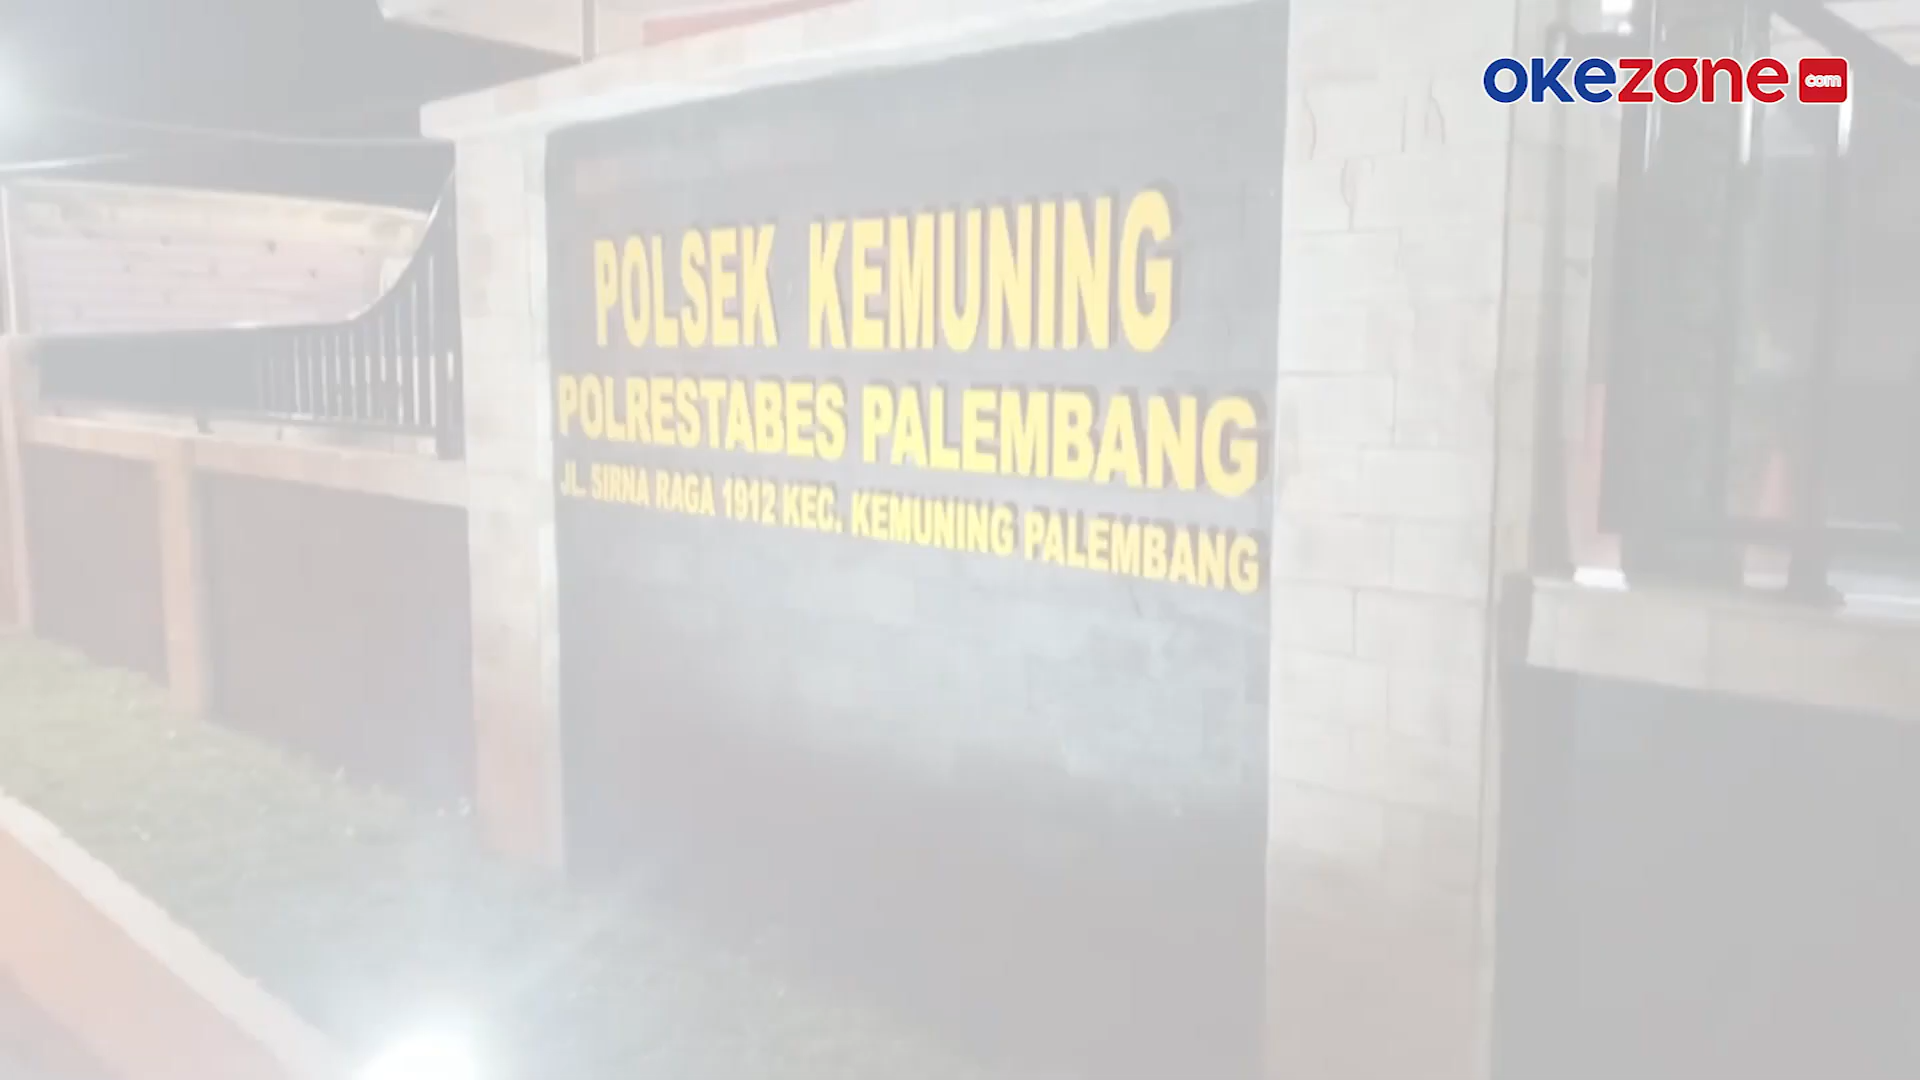 okezone com
POLSEK KEMUNING
POLRESTABES PALEMBANG
JL. SIRNA RAGA 1912 KEC. KEMUNING PALEMBANG